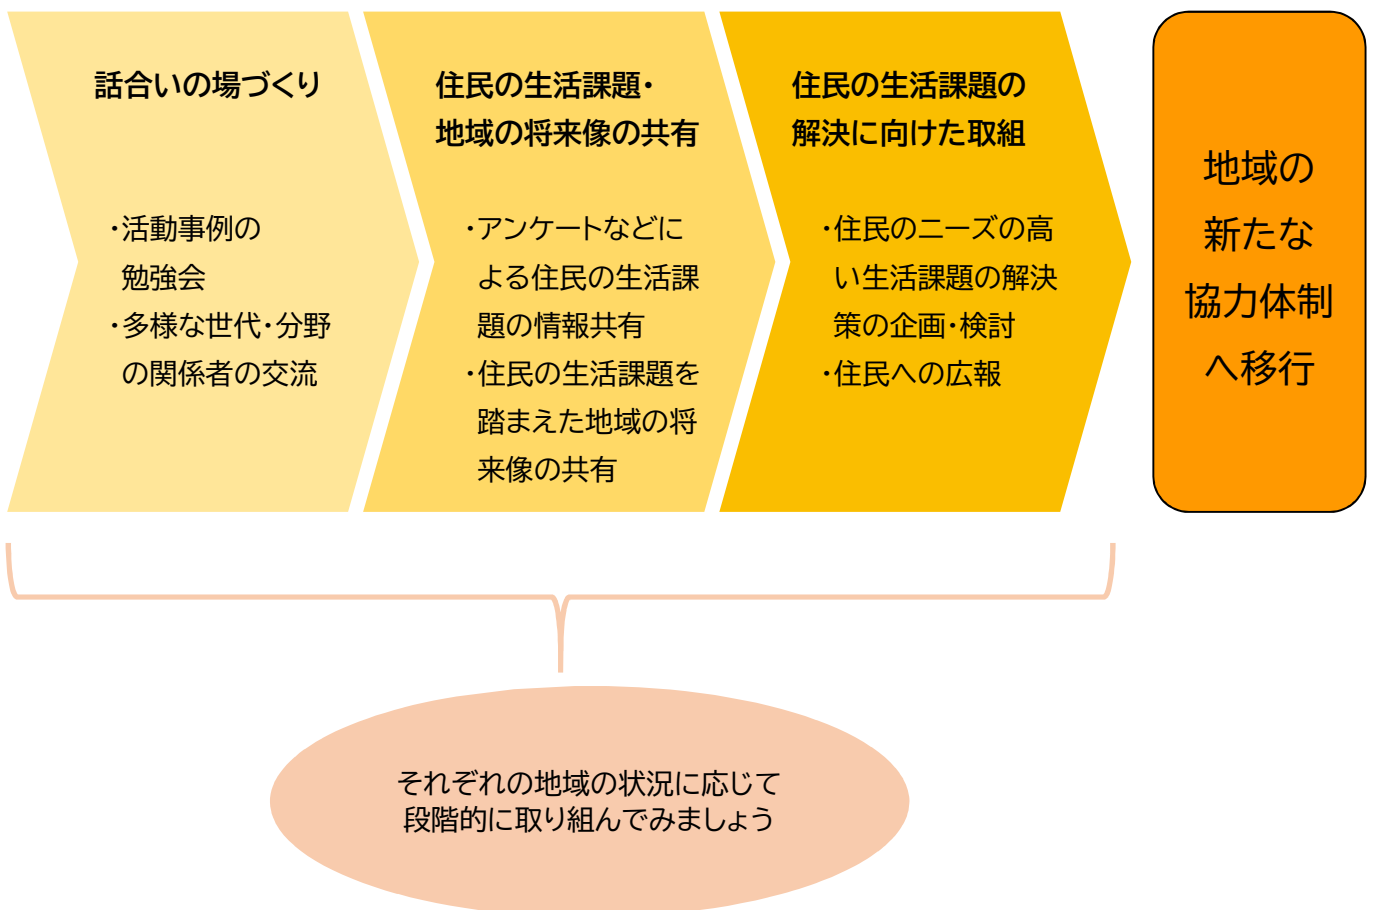 話合いの場づくり
・活動事例の
勉強会
・多様な世代・分野
の関係者の交流
住民の生活課題・
地域の将来像の共有
・アンケートなどに
よる住民の生活課
題の情報共有
・住民の生活課題を
踏まえた地域の将
来像の共有
住民の生活課題の
解決に向けた取組
・住民のニーズの高
い生活課題の解決
策の企画・検討
・住民への広報
地域の
新たな
協力体制
へ移行
それぞれの地域の状況に応じて
段階的に取り組んでみましょう